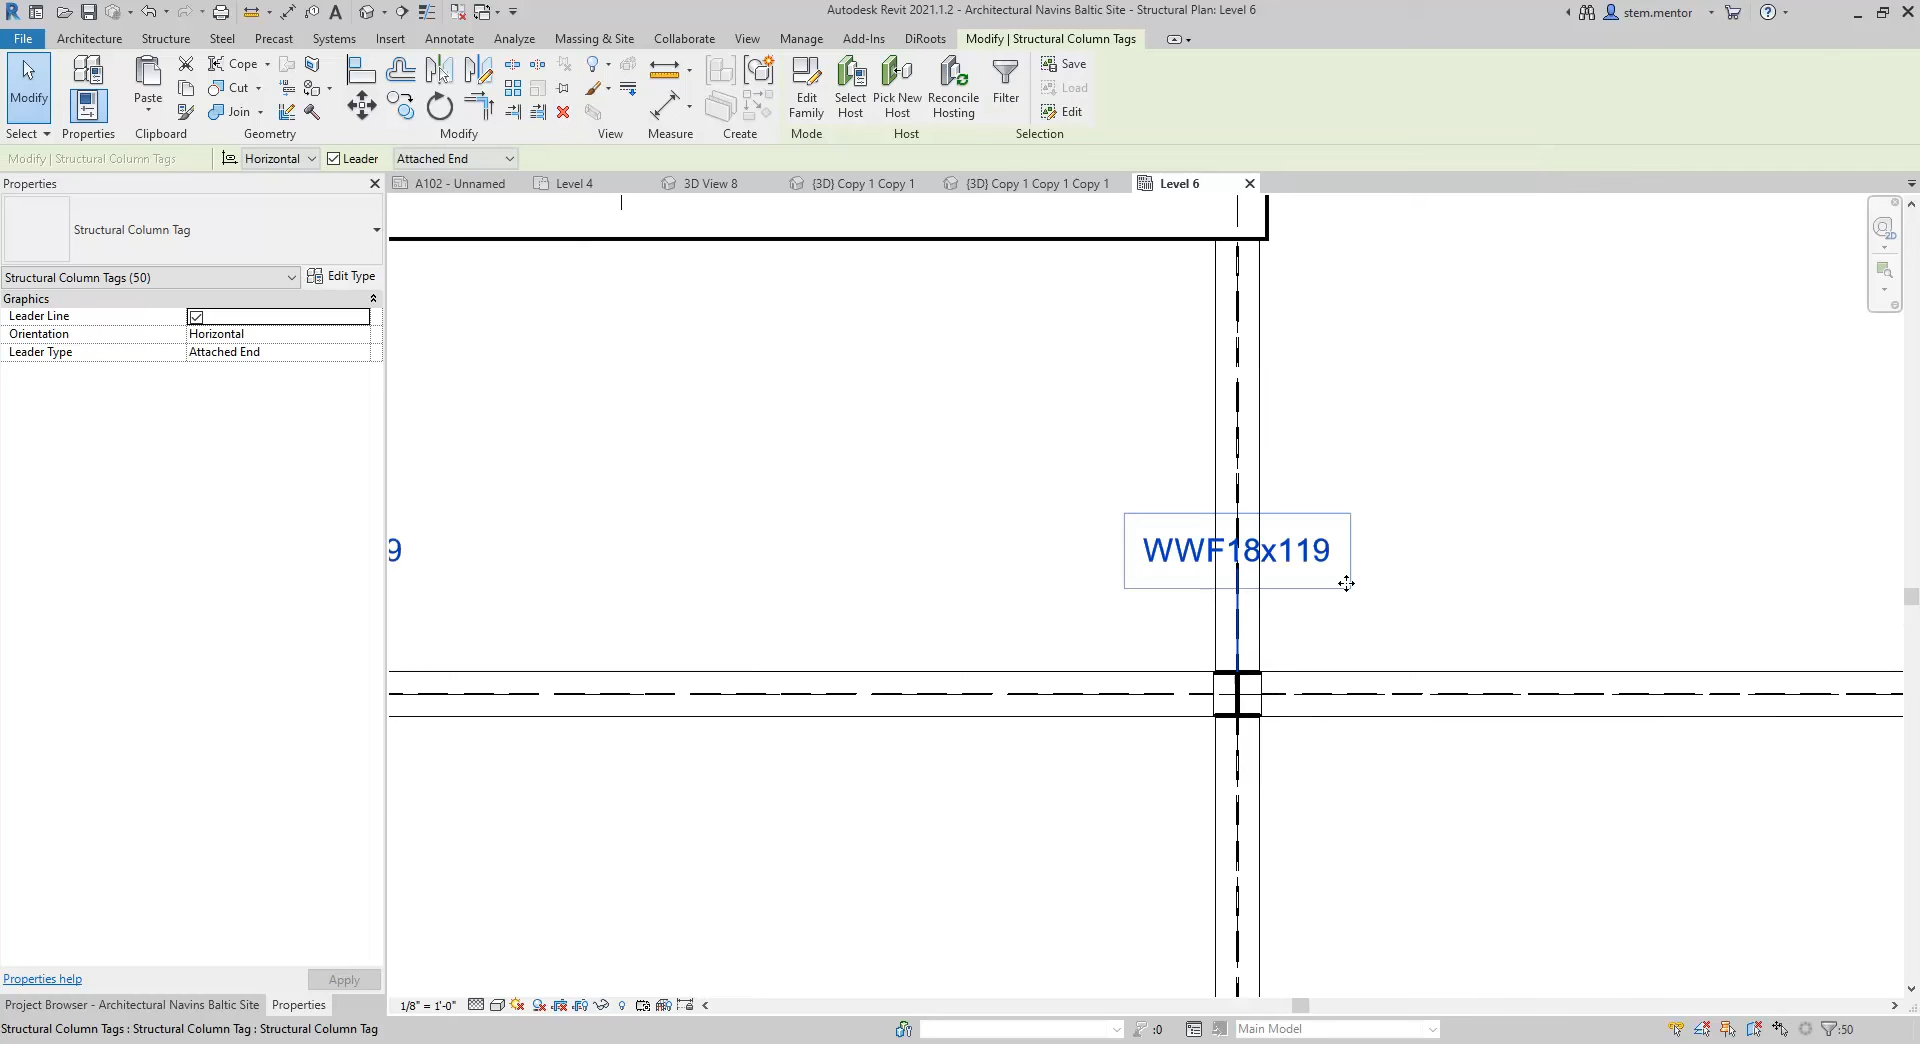 Autodesk Revit 2021.1.2 - Architectural Navins Baltic Site - Structural Plan: Level 6
stem.mentor
File Architecture Structure Steel Precast Systems Insert Annotate Analyze Massing & Site Collaborate View Manage Add-Ins DiRoots Modify | Structural Column Tags
Modify
Paste
Cope
Cut
Join
Edit Family
Select Host
Pick New Host
Reconcile Hosting
Filter
Save
Load
Edit
Select Properties Clipboard Geometry Modify View Measure Create Mode Host Selection
Modify | Structural Column Tags Horizontal Leader Attached End
Properties
A102 - Unnamed Level 4 3D View 8 {3D} Copy 1 Copy 1 {3D} Copy 1 Copy 1 Copy 1 Level 6
Structural Column Tag
Structural Column Tags (50) Edit Type
Graphics
Leader Line
Orientation Horizontal
Leader Type Attached End
9
WWF18x119
2D
Properties help Apply
Project Browser - Architectural Navins Baltic Site Properties
1/8" = 1'-0"
Structural Column Tags : Structural Column Tag : Structural Column Tag
:0
Main Model
:50